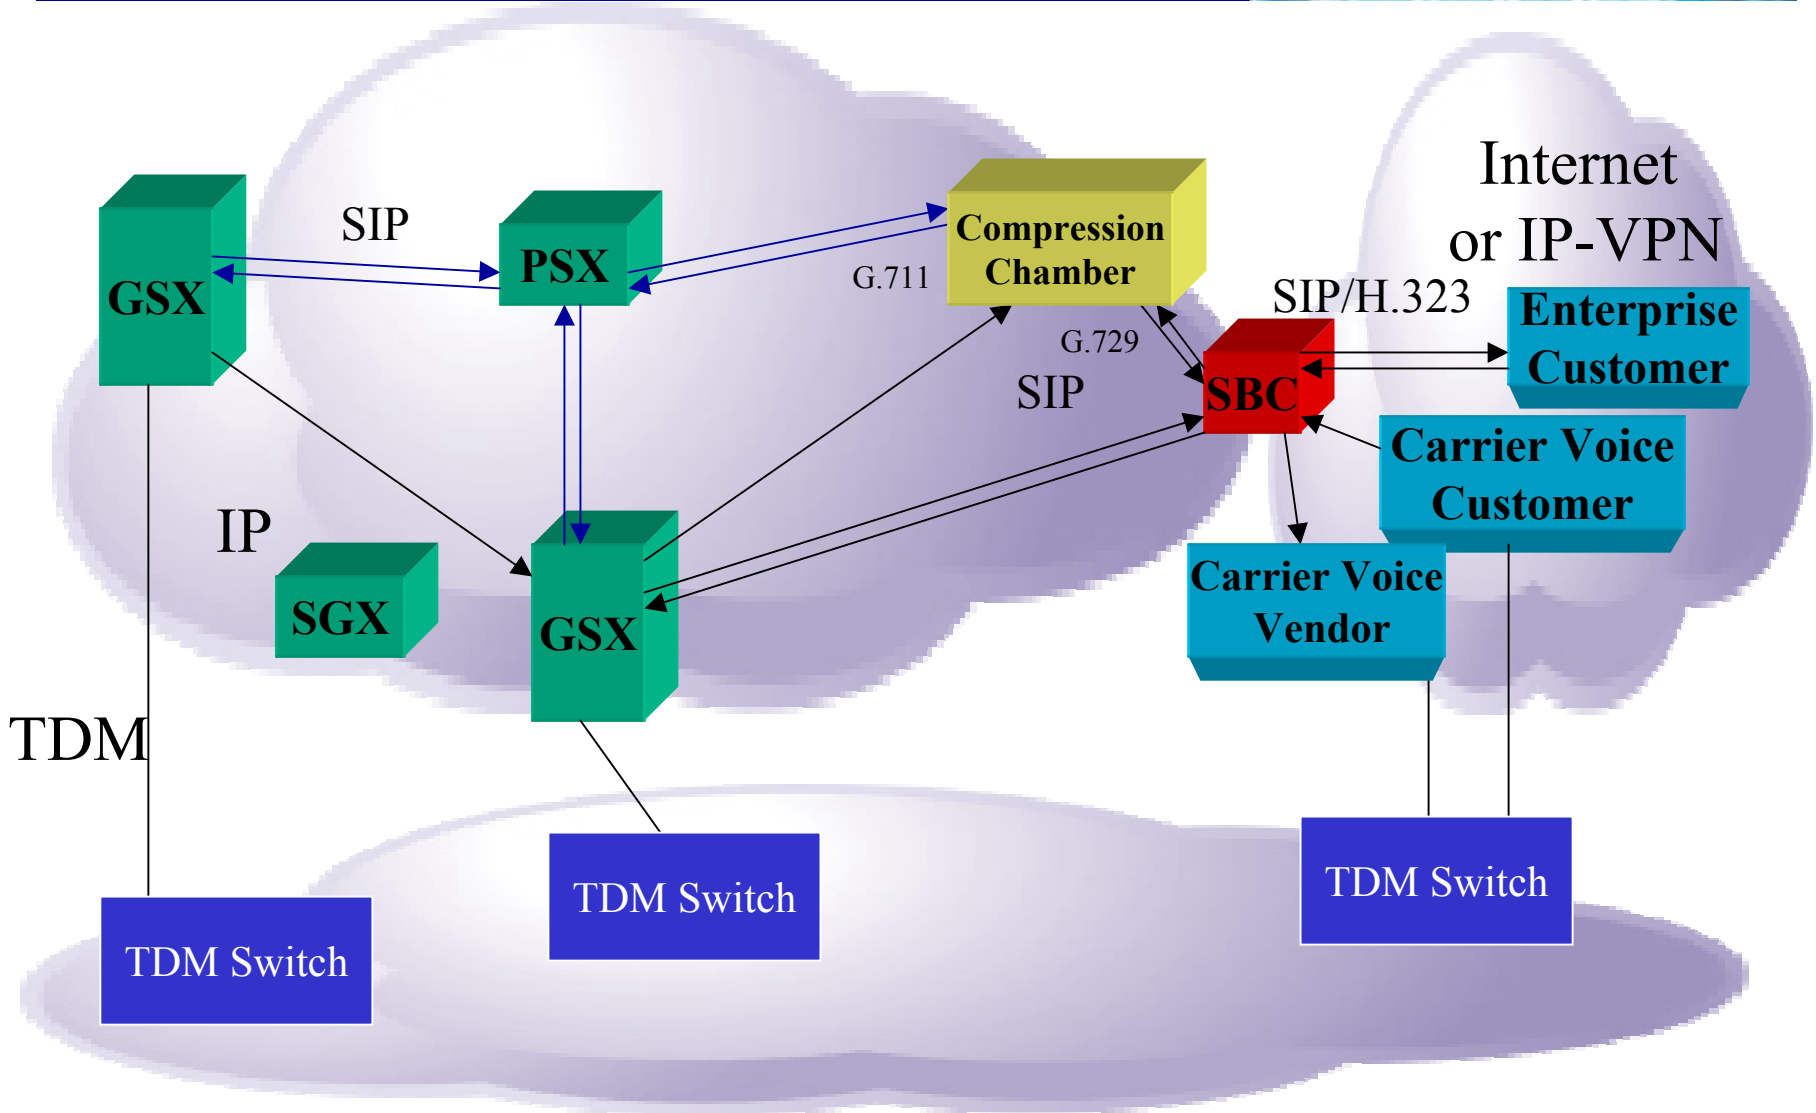 Internet
or IP-VPN
SIP
PSX
Compression
Chamber
G.711
GSX
SIP/H.323
Enterprise
Customer
G.729
SIP
SBC
Carrier Voice
Customer
IP
SGX
GSX
Carrier Voice
Vendor
TDM
TDM Switch
TDM Switch
TDM Switch